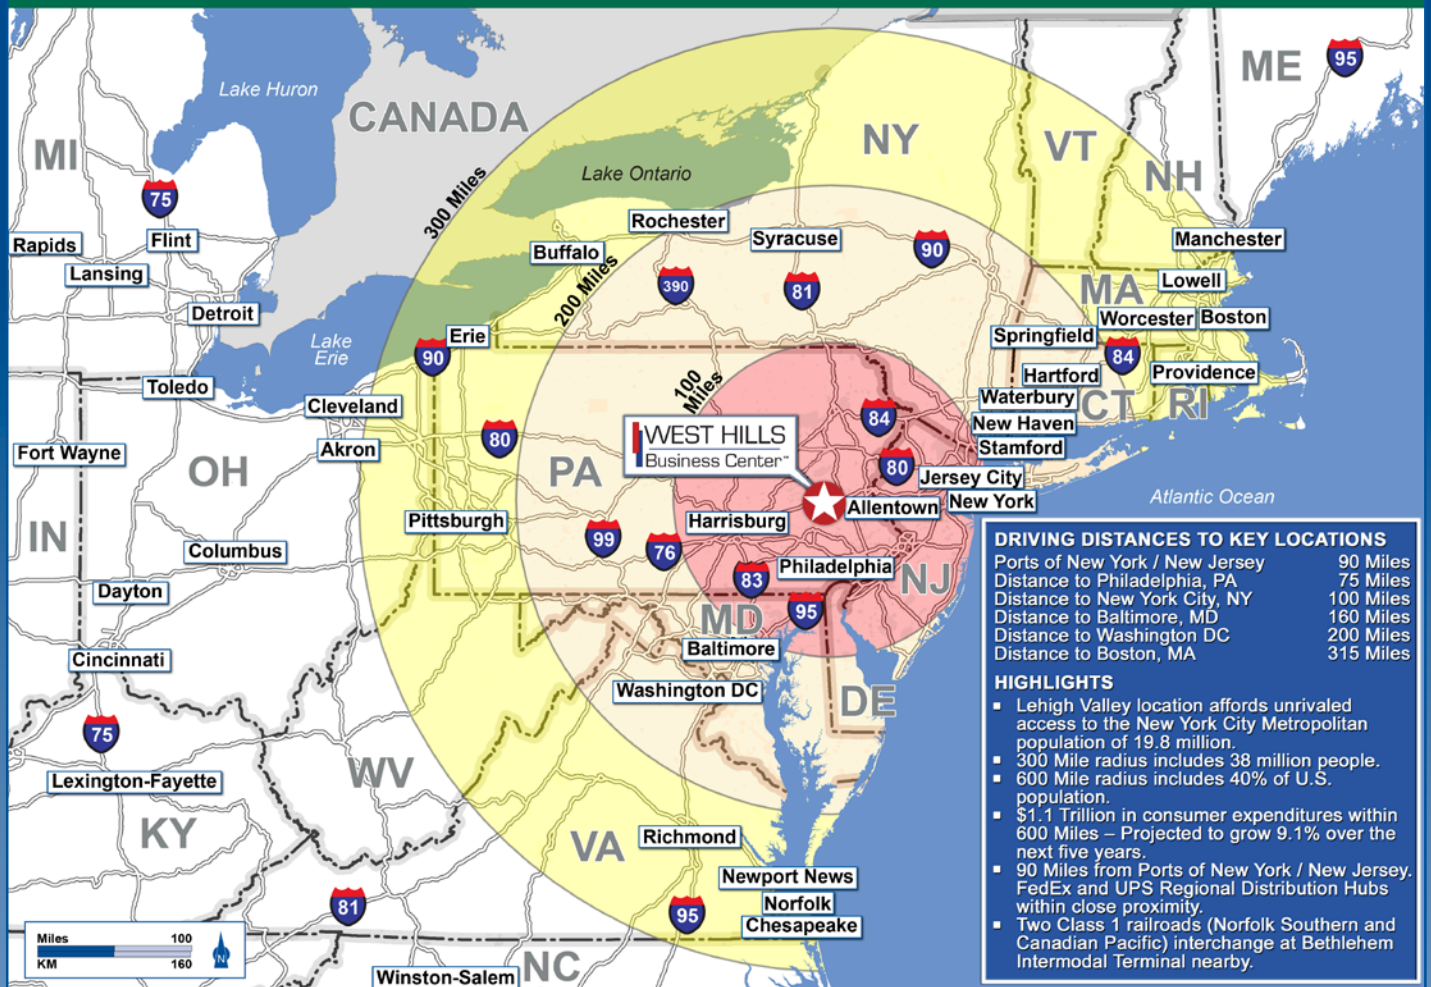 ME
95
Lake Huron
CANADA
MI
NY
VT
NH
Lake Ontario
75
300 Miles
Rapids
Flint
Rochester
Buffalo
Syracuse
90
Manchester
Lansing
200 Miles
390
81
MA
Lowell
Detroit
Lake
Erie
Erie
90
Springfield
Worcester
Boston
84
Hartford
Providence
Toledo
100
Miles
Waterbury
CT
RI
Cleveland
84
New Haven
Fort Wayne
Akron
80
WEST HILLS
Business Center™
Stamford
OH
PA
80
Jersey City
New York
Allentown
Atlantic Ocean
IN
Pittsburgh
Harrisburg
99
76
Columbus
Philadelphia
83
NJ
Dayton
95
MD
Baltimore
Cincinnati
Washington DC
DE
75
Lexington-Fayette
WV
KY
VA
Richmond
Newport News
81
95
Norfolk
Chesapeake
Winston-Salem
NC
Miles 100
KM 160
N
DRIVING DISTANCES TO KEY LOCATIONS
Ports of New York / New Jersey 90 Miles
Distance to Philadelphia, PA 75 Miles
Distance to New York City, NY 100 Miles
Distance to Baltimore, MD 160 Miles
Distance to Washington DC 200 Miles
Distance to Boston, MA 315 Miles
HIGHLIGHTS
▪ Lehigh Valley location affords unrivaled
access to the New York City Metropolitan
population of 19.8 million.
▪ 300 Mile radius includes 38 million people.
▪ 600 Mile radius includes 40% of U.S.
population.
▪ $1.1 Trillion in consumer expenditures within
600 Miles – Projected to grow 9.1% over the
next five years.
▪ 90 Miles from Ports of New York / New Jersey.
FedEx and UPS Regional Distribution Hubs
within close proximity.
▪ Two Class 1 railroads (Norfolk Southern and
Canadian Pacific) interchange at Bethlehem
Intermodal Terminal nearby.